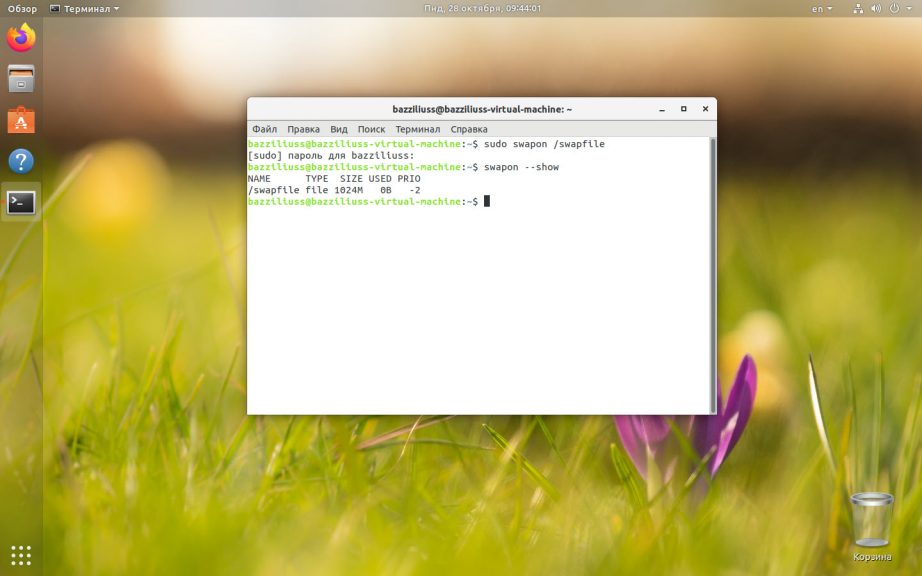 Обзор
Терминал
Пнд, 28 октября, 09:44:01
en
bazziliuss@bazziliuss-virtual-machine: ~
Файл Правка Вид Поиск Терминал Справка
bazziliuss@bazziliuss-virtual-machine:~$ sudo swapon /swapfile
[sudo] пароль для bazziliuss:
bazziliuss@bazziliuss-virtual-machine:~$ swapon --show
NAME      TYPE  SIZE USED PRIO
/swapfile file 1024M   0B   -2
bazziliuss@bazziliuss-virtual-machine:~$
Корзина